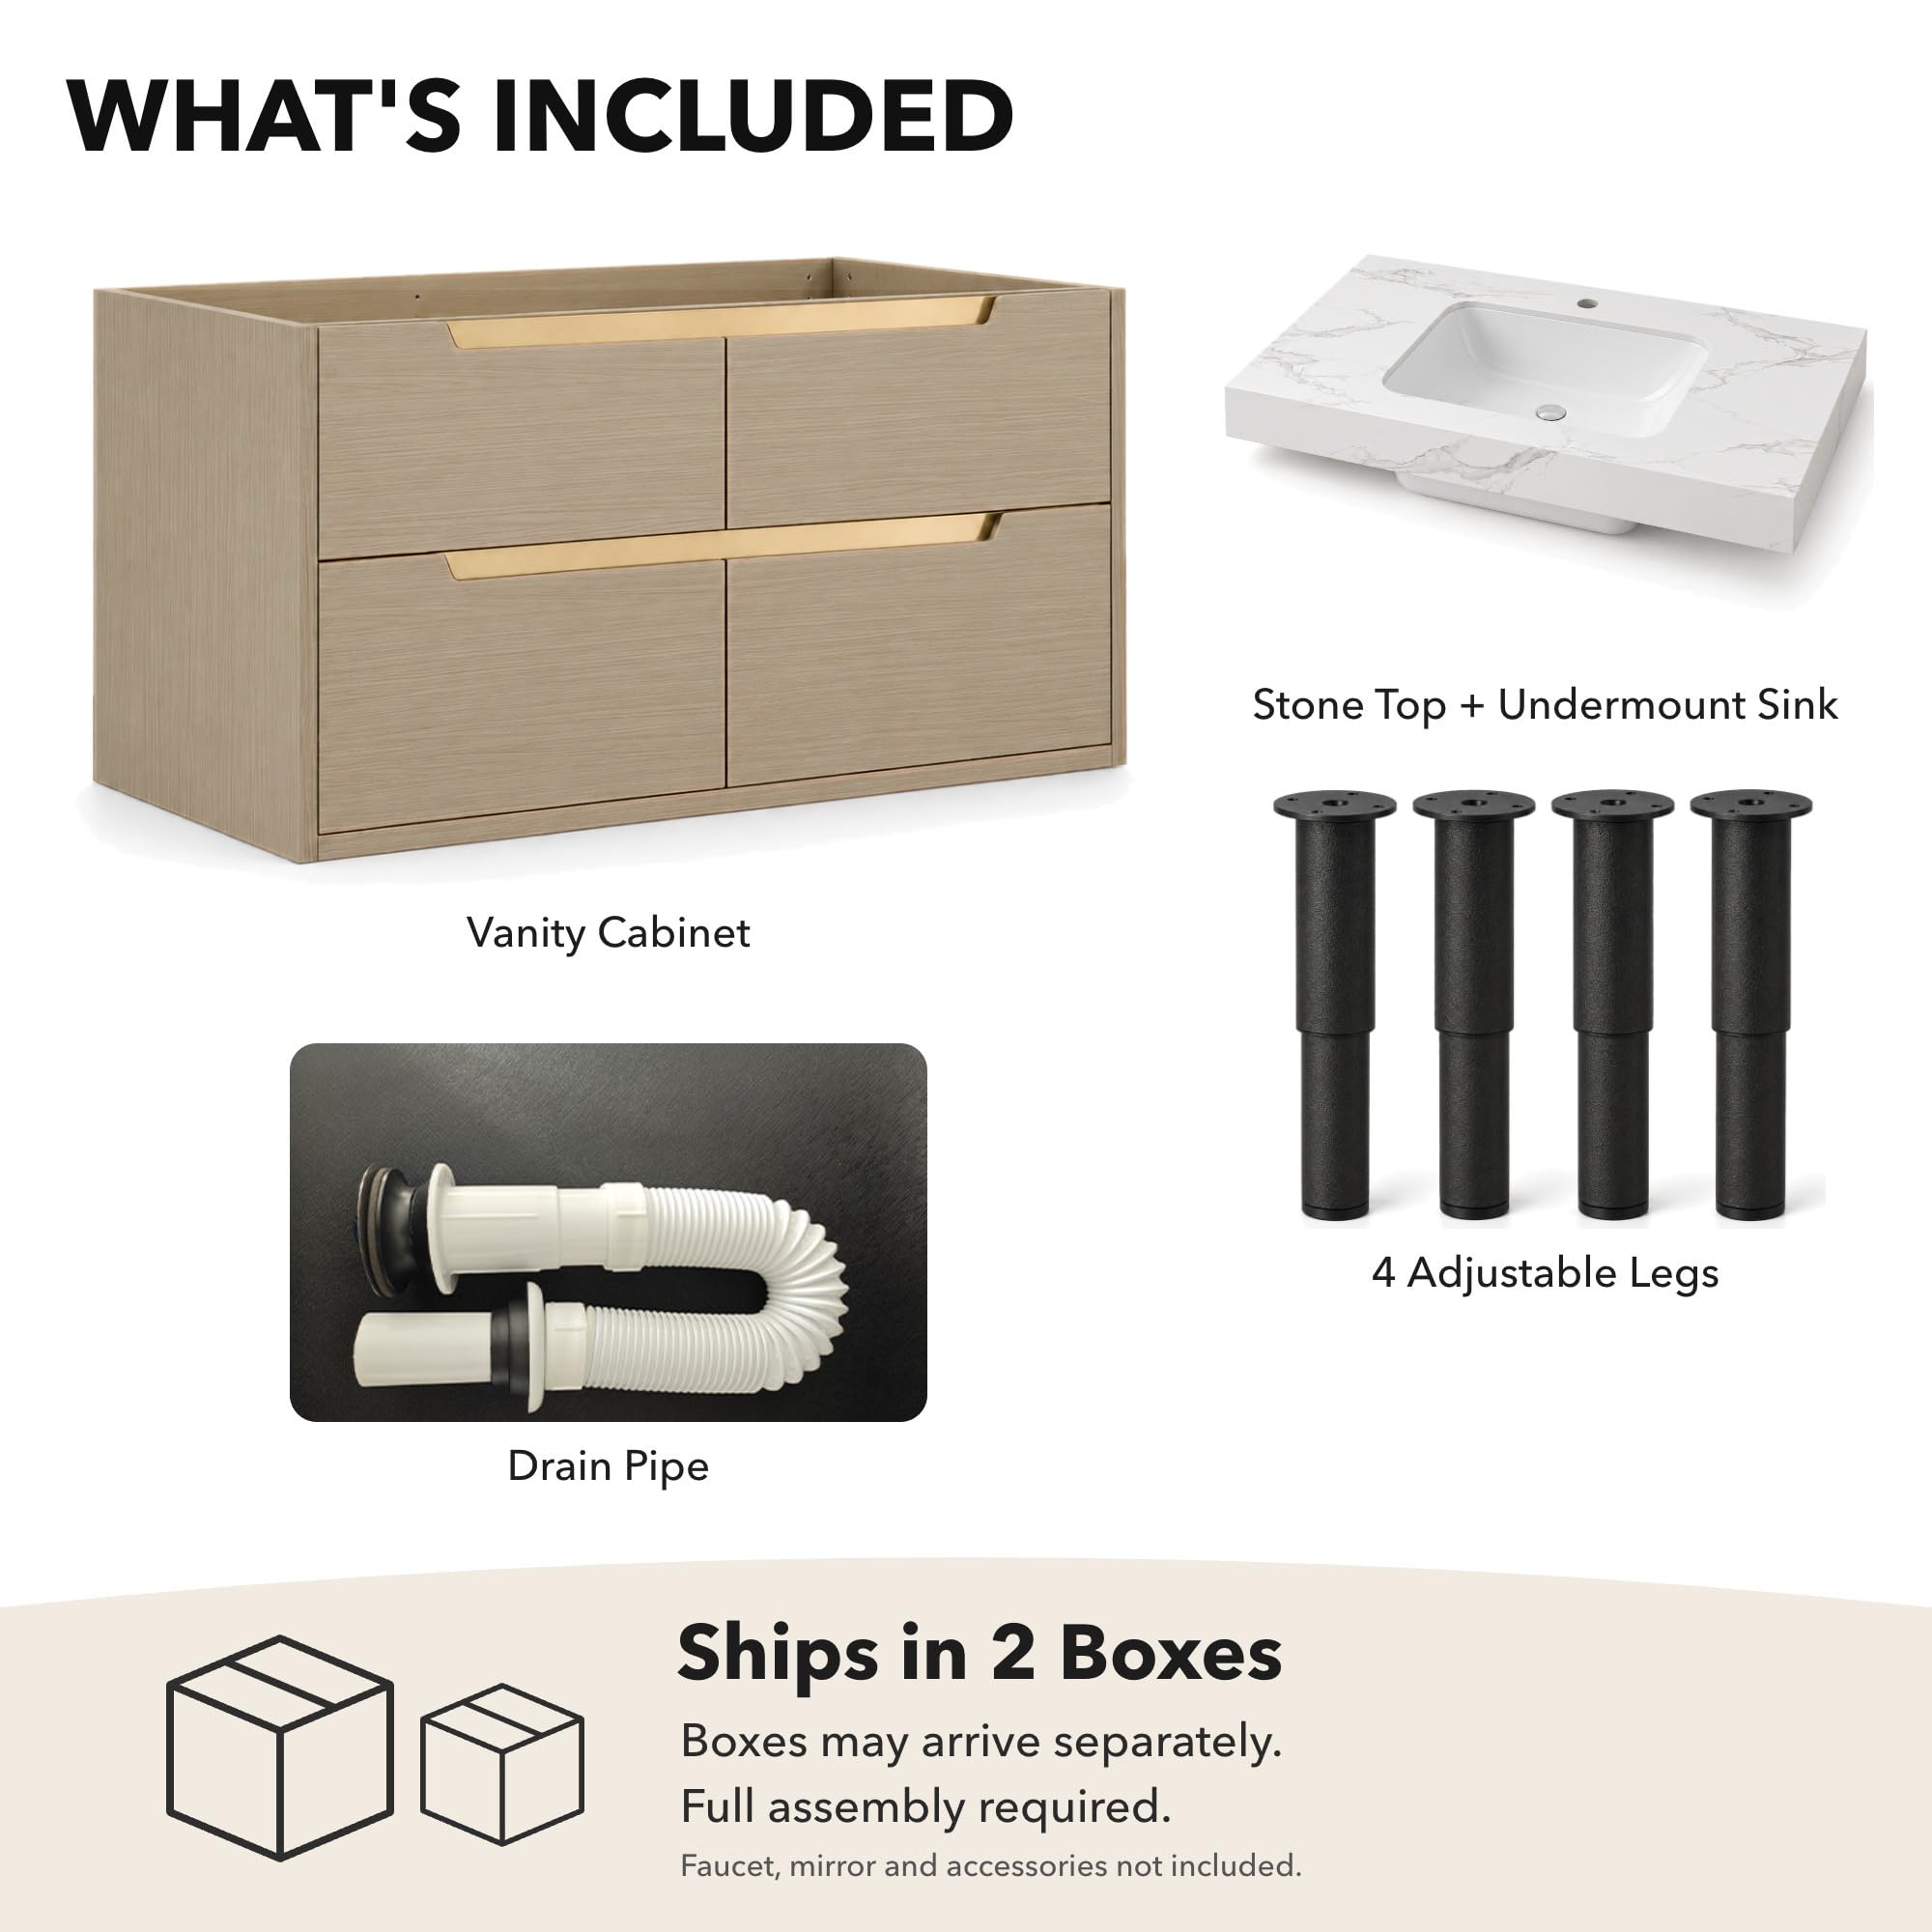 WHAT'S INCLUDED
Stone Top + Undermount Sink
Vanity Cabinet
4 Adjustable Legs
Drain Pipe
Ships in 2 Boxes
Boxes may arrive separately.
Full assembly required.
Faucet, mirror and accessories not included.